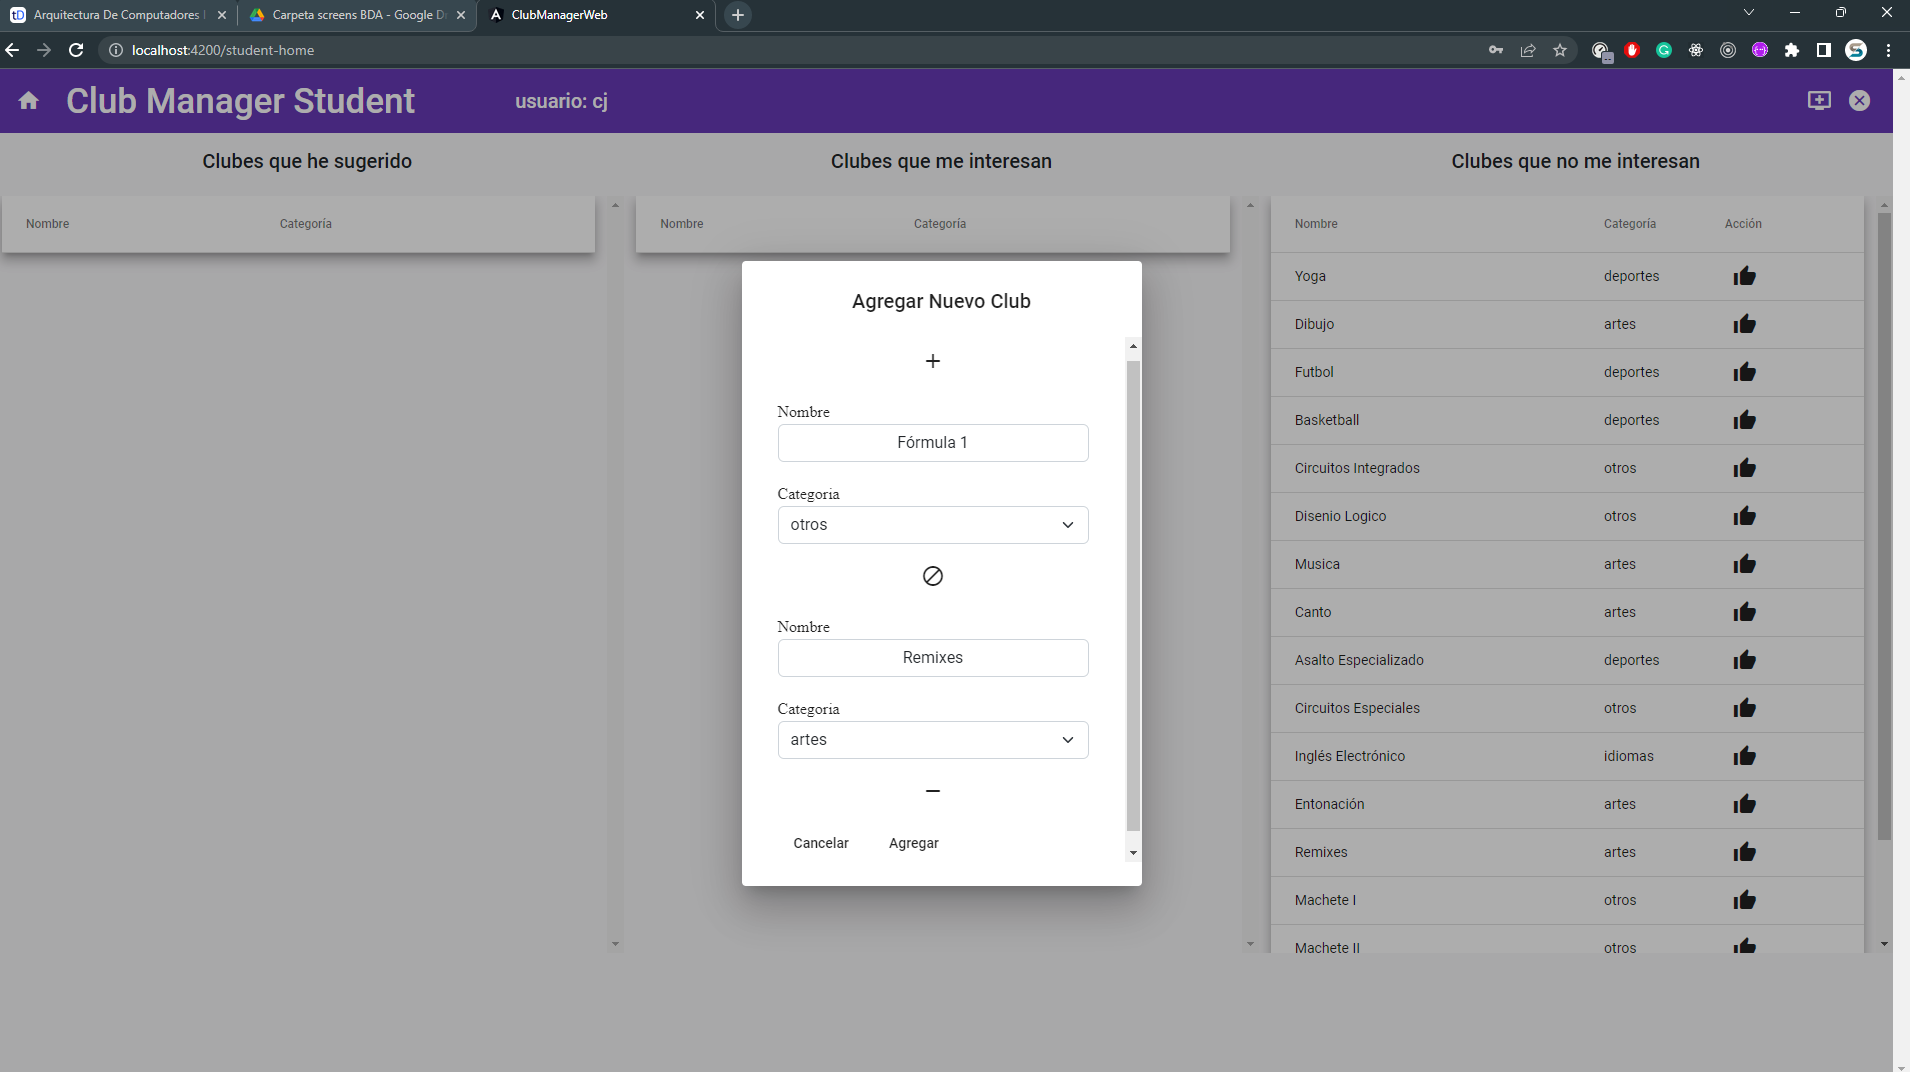 Arquitectura De Computadores
Carpeta screens BDA - Google D
ClubManagerWeb
localhost:4200/student-home
Club Manager Student
usuario: cj
Clubes que he sugerido
Clubes que me interesan
Clubes que no me interesan
Nombre Categoría
Nombre Categoría
Nombre Categoría Acción
Yoga deportes
Dibujo artes
Futbol deportes
Basketball deportes
Circuitos Integrados otros
Disenio Logico otros
Musica artes
Canto artes
Asalto Especializado deportes
Circuitos Especiales otros
Inglés Electrónico idiomas
Entonación artes
Remixes artes
Machete I otros
Machete II otros
Agregar Nuevo Club
Nombre
Fórmula 1
Categoria
otros
Nombre
Remixes
Categoria
artes
Cancelar Agregar